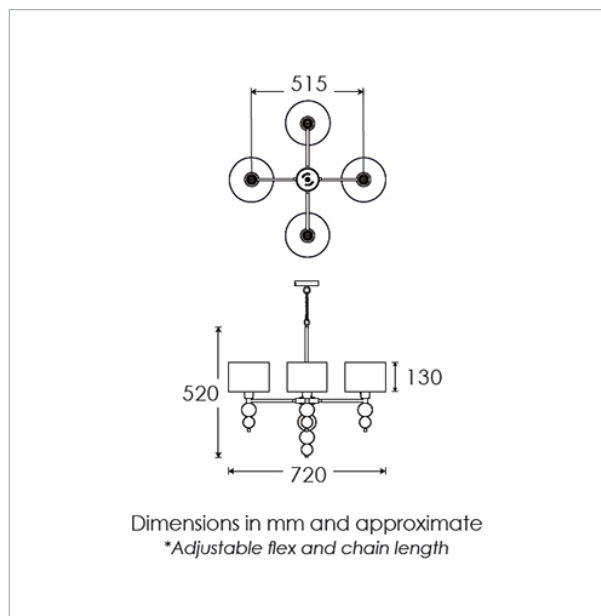 515
520
130
720
Dimensions in mm and approximate
*Adjustable flex and chain length